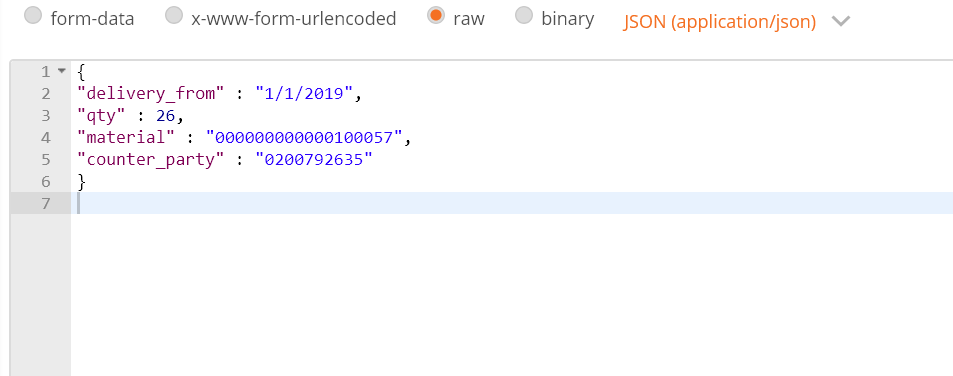 form-data x-www-form-urlencoded raw binary JSON (application/json)
1 {
2 "delivery_from" : "1/1/2019",
3 "qty" : 26,
4 "material" : "000000000000100057",
5 "counter_party" : "0200792635"
6 }
7